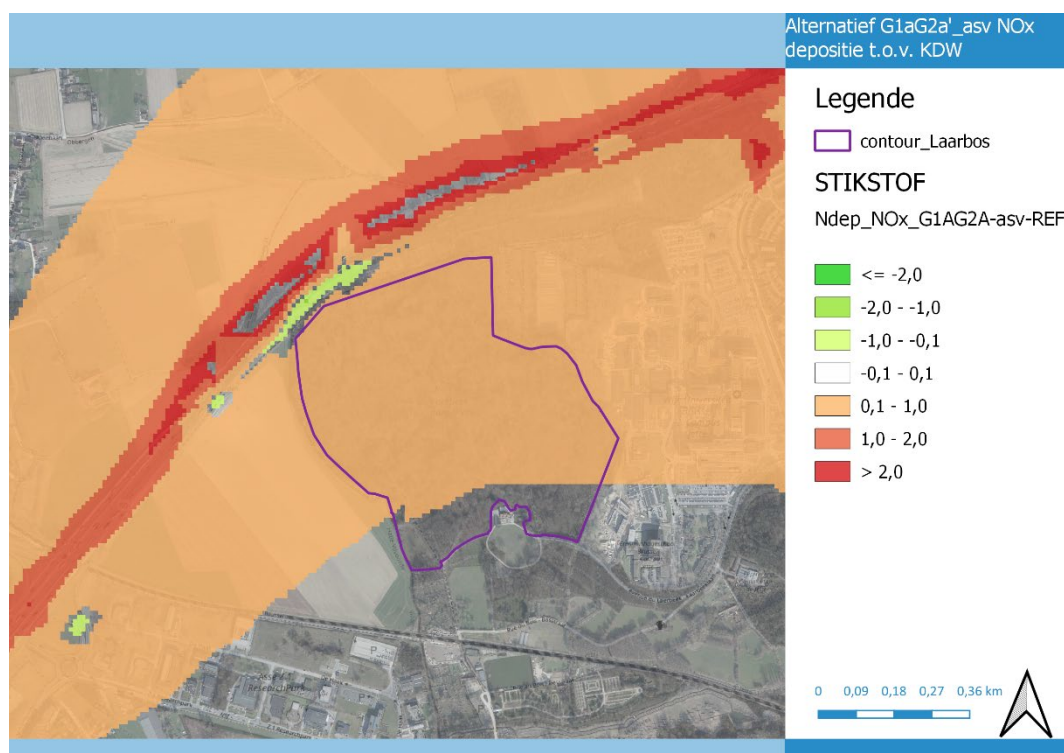 Alternatief G1aG2a'_asv NOx
depositie t.o.v. KDW
Legende
contour_Laarbos
STIKSTOF
Ndep_NOx_G1AG2A-asv-REF
<= -2,0
-2,0 - -1,0
-1,0 - -0,1
-0,1 - 0,1
0,1 - 1,0
1,0 - 2,0
> 2,0
0 0,09 0,18 0,27 0,36 km
P
P